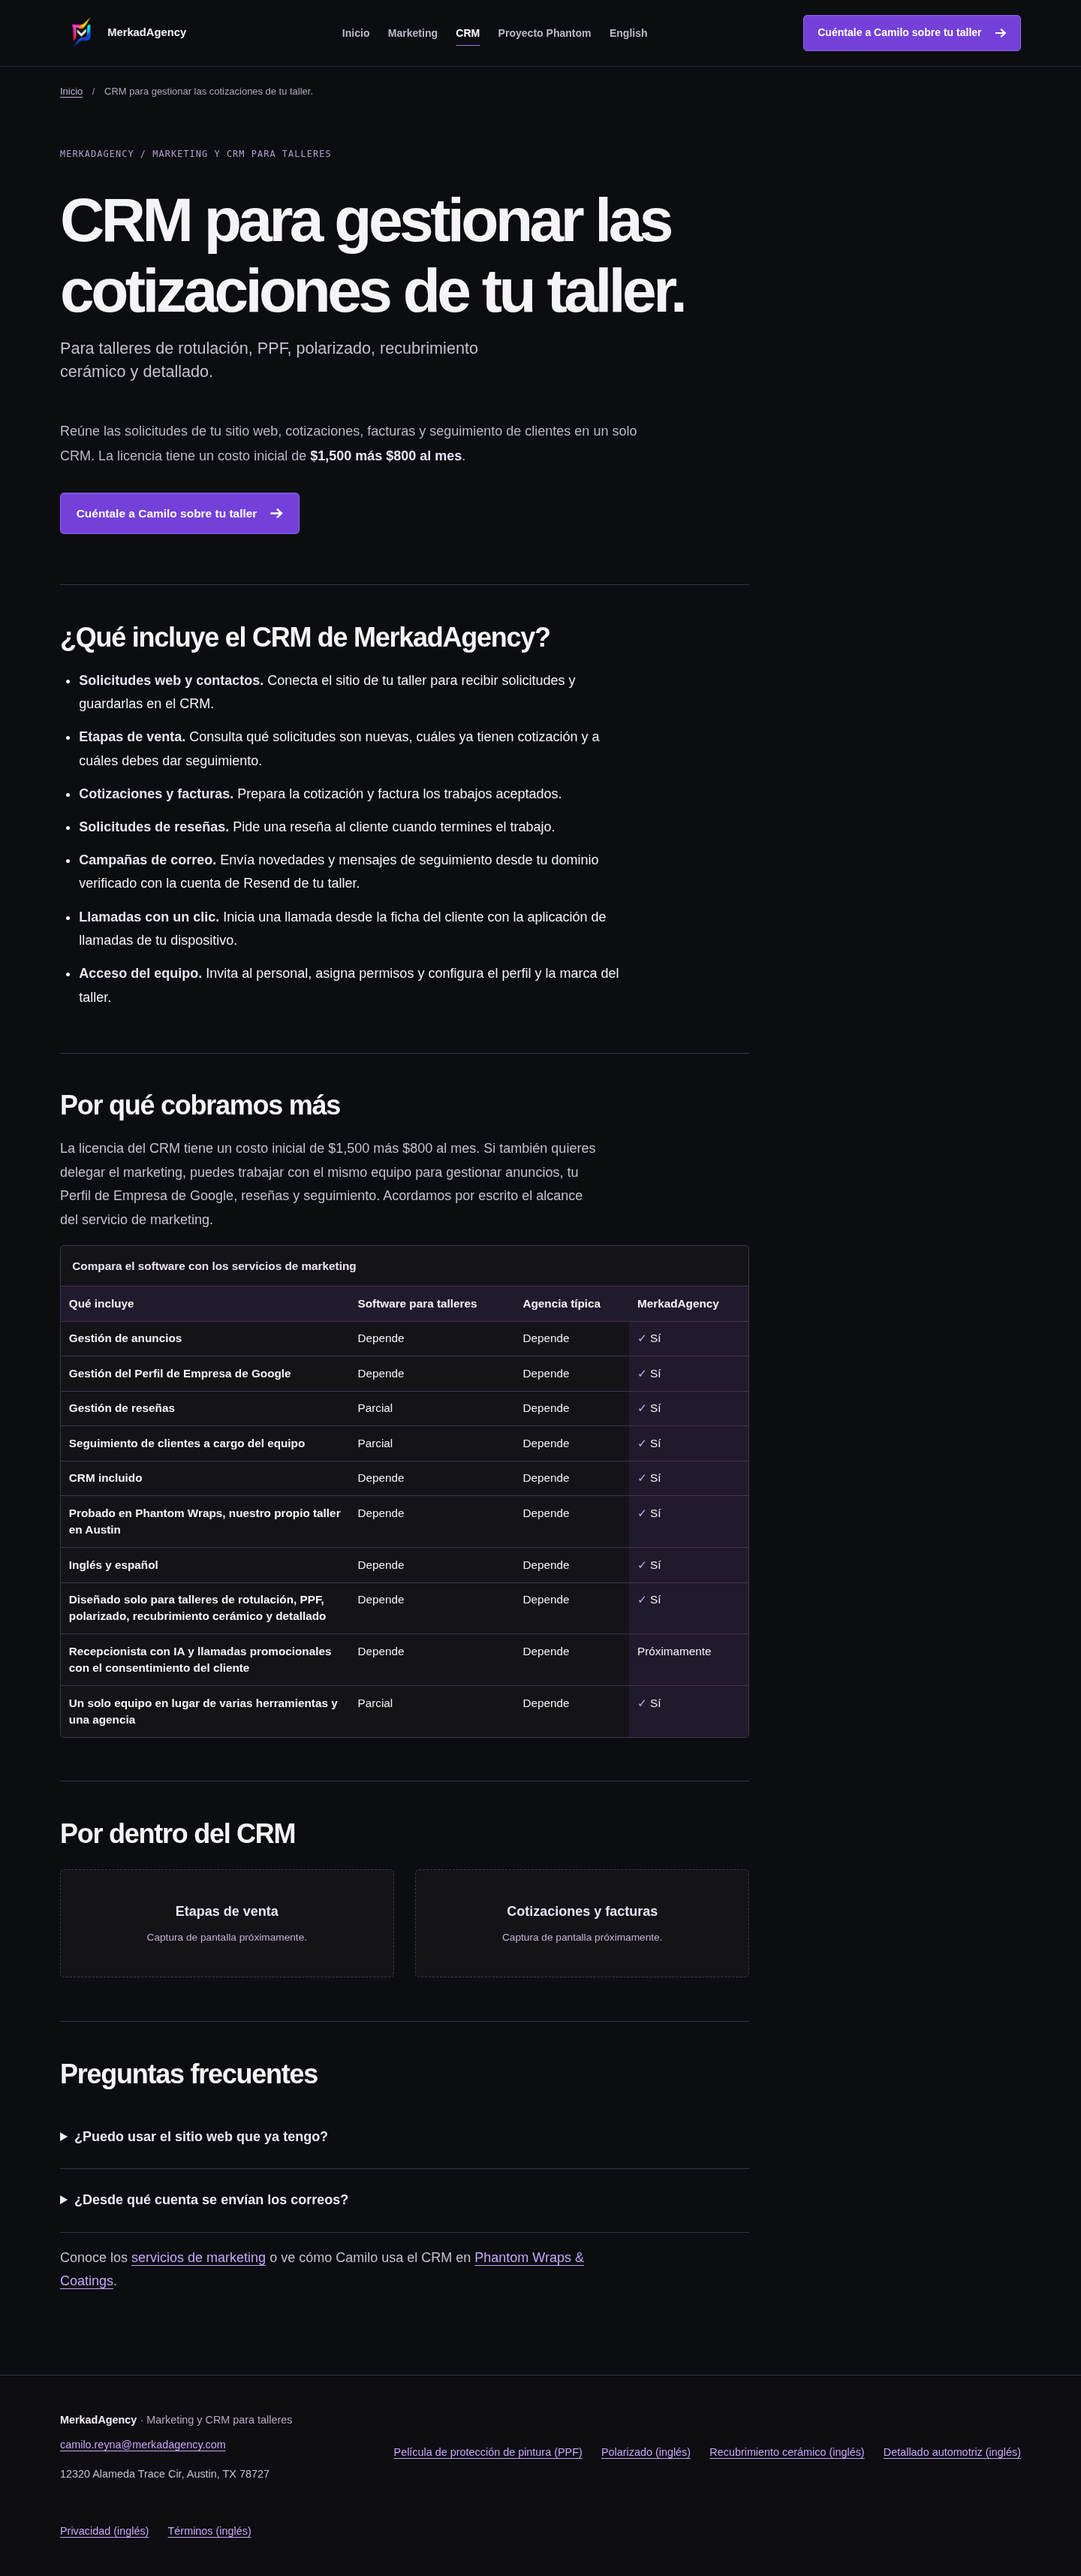 MerkadAgency
Inicio
Marketing
CRM
Proyecto Phantom
English
Cuéntale a Camilo sobre tu taller
Inicio / CRM para gestionar las cotizaciones de tu taller.
MERKADAGENCY / MARKETING Y CRM PARA TALLERES
CRM para gestionar las
cotizaciones de tu taller.
Para talleres de rotulación, PPF, polarizado, recubrimiento
cerámico y detallado.
Reúne las solicitudes de tu sitio web, cotizaciones, facturas y seguimiento de clientes en un solo
CRM. La licencia tiene un costo inicial de $1,500 más $800 al mes.
Cuéntale a Camilo sobre tu taller
¿Qué incluye el CRM de MerkadAgency?
• Solicitudes web y contactos. Conecta el sitio de tu taller para recibir solicitudes y
guardarlas en el CRM.
• Etapas de venta. Consulta qué solicitudes son nuevas, cuáles ya tienen cotización y a
cuáles debes dar seguimiento.
• Cotizaciones y facturas. Prepara la cotización y factura los trabajos aceptados.
• Solicitudes de reseñas. Pide una reseña al cliente cuando termines el trabajo.
• Campañas de correo. Envía novedades y mensajes de seguimiento desde tu dominio
verificado con la cuenta de Resend de tu taller.
• Llamadas con un clic. Inicia una llamada desde la ficha del cliente con la aplicación de
llamadas de tu dispositivo.
• Acceso del equipo. Invita al personal, asigna permisos y configura el perfil y la marca del
taller.
Por qué cobramos más
La licencia del CRM tiene un costo inicial de $1,500 más $800 al mes. Si también quieres
delegar el marketing, puedes trabajar con el mismo equipo para gestionar anuncios, tu
Perfil de Empresa de Google, reseñas y seguimiento. Acordamos por escrito el alcance
del servicio de marketing.
Compara el software con los servicios de marketing
Qué incluye Software para talleres Agencia típica MerkadAgency
Gestión de anuncios Depende Depende ✓ Sí
Gestión del Perfil de Empresa de Google Depende Depende ✓ Sí
Gestión de reseñas Parcial Depende ✓ Sí
Seguimiento de clientes a cargo del equipo Parcial Depende ✓ Sí
CRM incluido Depende Depende ✓ Sí
Probado en Phantom Wraps, nuestro propio taller Depende Depende ✓ Sí
en Austin
Inglés y español Depende Depende ✓ Sí
Diseñado solo para talleres de rotulación, PPF, Depende Depende ✓ Sí
polarizado, recubrimiento cerámico y detallado
Recepcionista con IA y llamadas promocionales Depende Depende Próximamente
con el consentimiento del cliente
Un solo equipo en lugar de varias herramientas y Parcial Depende ✓ Sí
una agencia
Por dentro del CRM
Etapas de venta
Captura de pantalla próximamente.
Cotizaciones y facturas
Captura de pantalla próximamente.
Preguntas frecuentes
¿Puedo usar el sitio web que ya tengo?
¿Desde qué cuenta se envían los correos?
Conoce los servicios de marketing o ve cómo Camilo usa el CRM en Phantom Wraps &
Coatings.
MerkadAgency · Marketing y CRM para talleres
camilo.reyna@merkadagency.com
12320 Alameda Trace Cir, Austin, TX 78727
Película de protección de pintura (PPF)
Polarizado (inglés)
Recubrimiento cerámico (inglés)
Detallado automotriz (inglés)
Privacidad (inglés)
Términos (inglés)